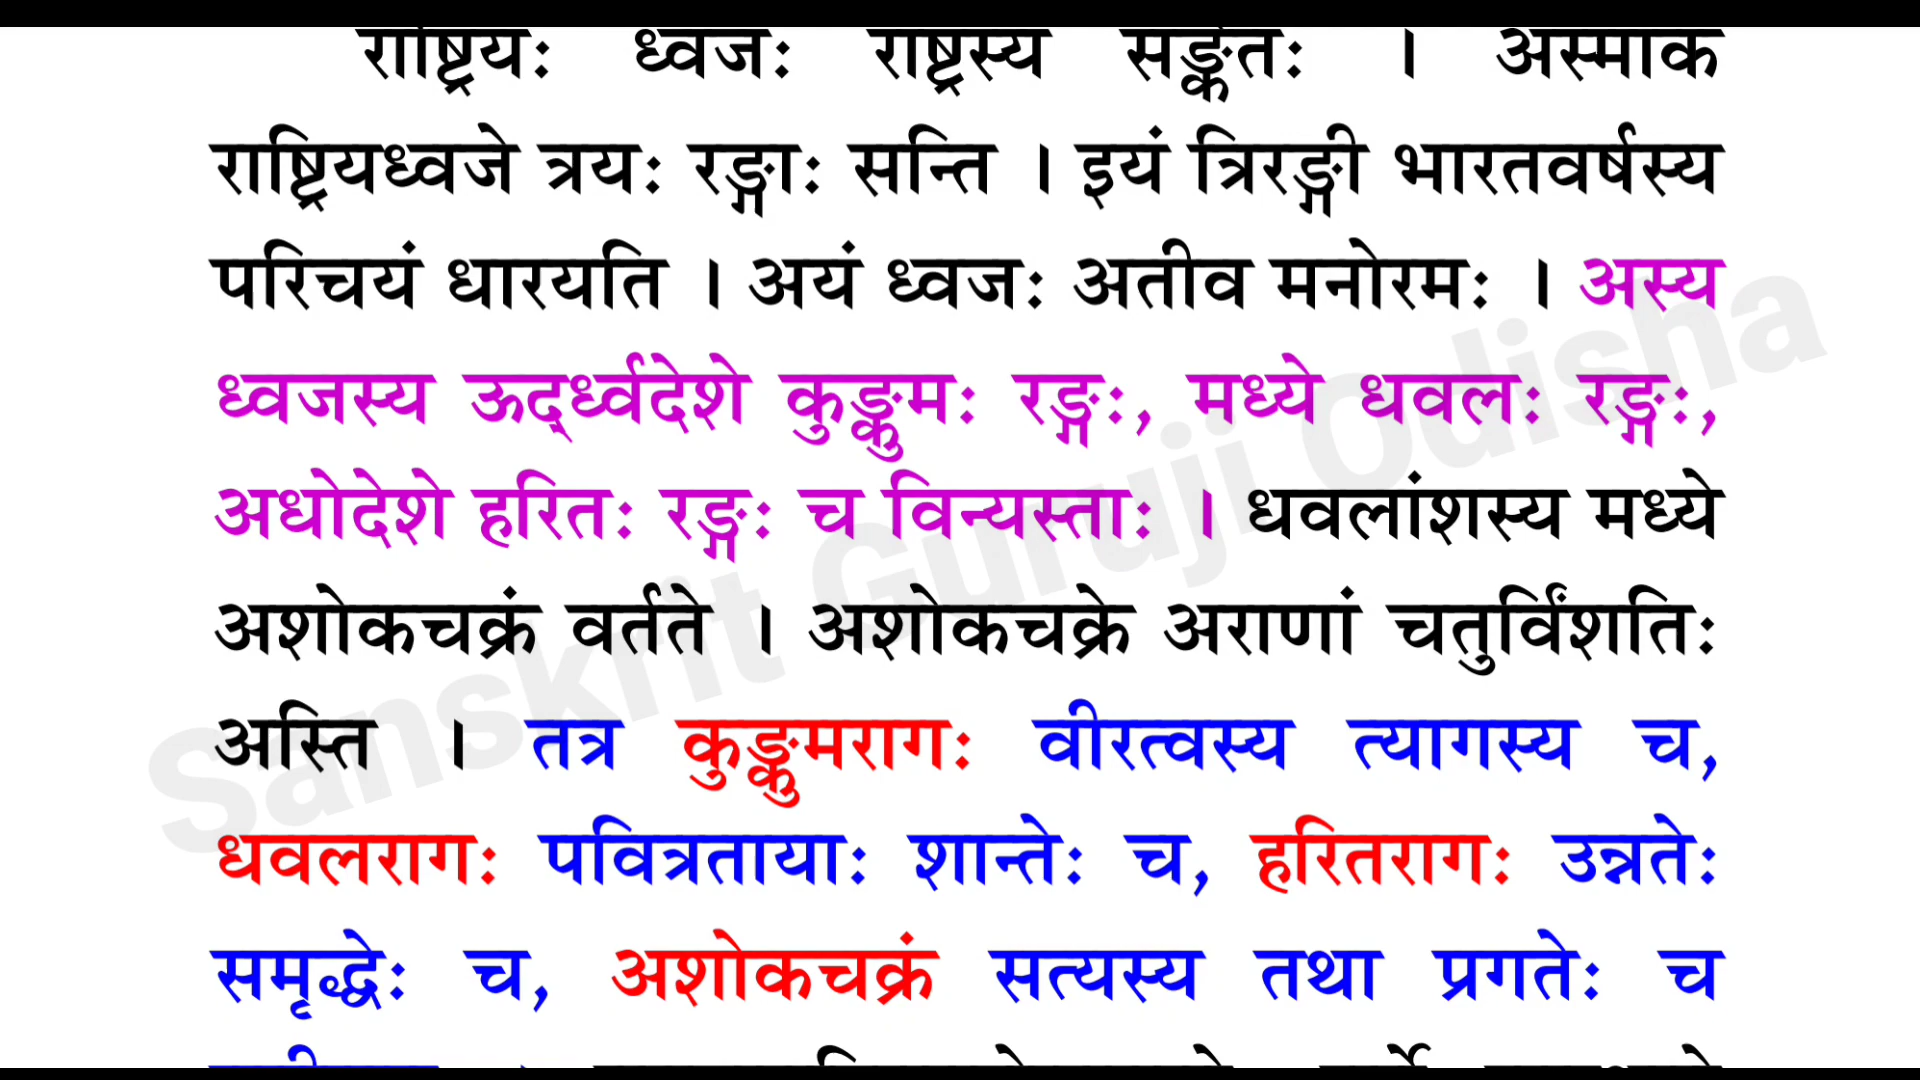 राष्ट्रियः ध्वजः राष्ट्रस्य सङ्केतः । अस्माकं
राष्ट्रियध्वजे त्रयः रङ्गाः सन्ति । इयं त्रिरङ्गी भारतवर्षस्य
परिचयं धारयति । अयं ध्वजः अतीव मनोरमः । अस्य
ध्वजस्य ऊर्द्ध्वदेशे कुङ्कुमः रङ्गः, मध्ये धवलः रङ्गः,
अधोदेशे हरितः रङ्गः च विन्यस्ताः । धवलांशस्य मध्ये
अशोकचक्रं वर्तते । अशोकचक्रे अराणां चतुर्विंशतिः
अस्ति । तत्र कुङ्कुमरागः वीरत्वस्य त्यागस्य च,
धवलरागः पवित्रतायाः शान्तेः च, हरितरागः उन्नतेः
समृद्धेः च, अशोकचक्रं सत्यस्य तथा प्रगतेः च
Sanskrit Guruji Odisha